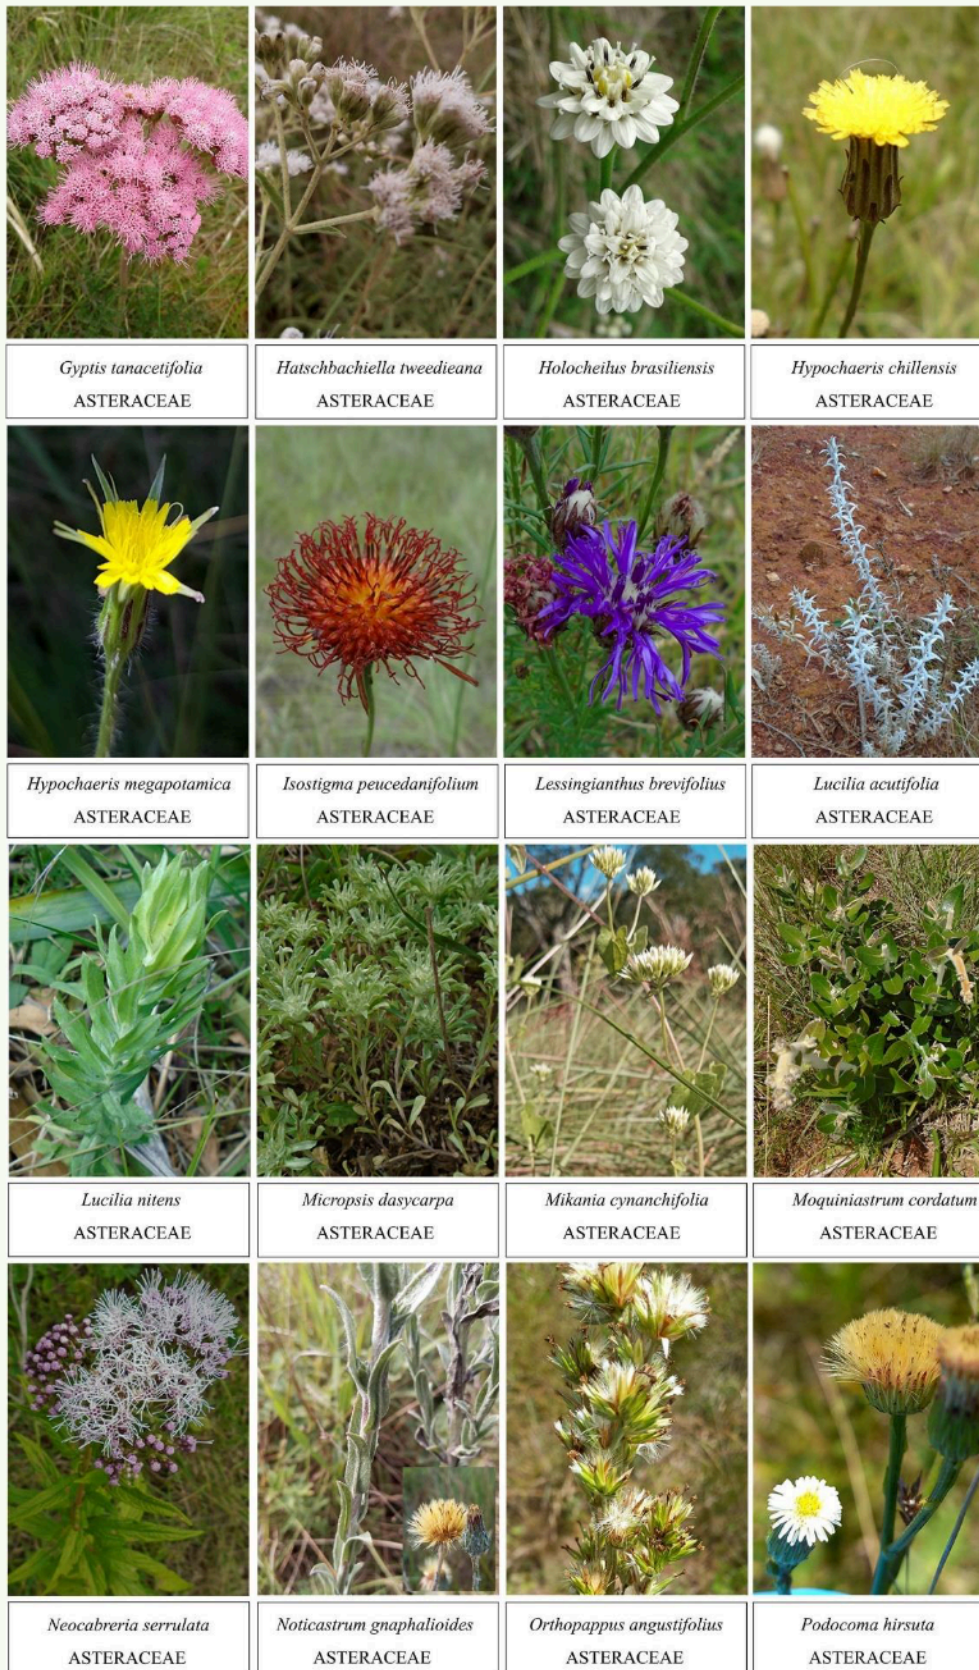 Gyptis tanacetifolia
ASTERACEAE
Hatschbachiella tweedieana
ASTERACEAE
Holocheilus brasiliensis
ASTERACEAE
Hypochaeris chillensis
ASTERACEAE
Hypochaeris megapotamica
ASTERACEAE
Isostigma peucedanifolium
ASTERACEAE
Lessingianthus brevifolius
ASTERACEAE
Lucilia acutifolia
ASTERACEAE
Lucilia nitens
ASTERACEAE
Micropsis dasycarpa
ASTERACEAE
Mikania cynanchifolia
ASTERACEAE
Moquiniastrum cordatum
ASTERACEAE
Neocabreria serrulata
ASTERACEAE
Noticastrum gnaphalioides
ASTERACEAE
Orthopappus angustifolius
ASTERACEAE
Podocoma hirsuta
ASTERACEAE